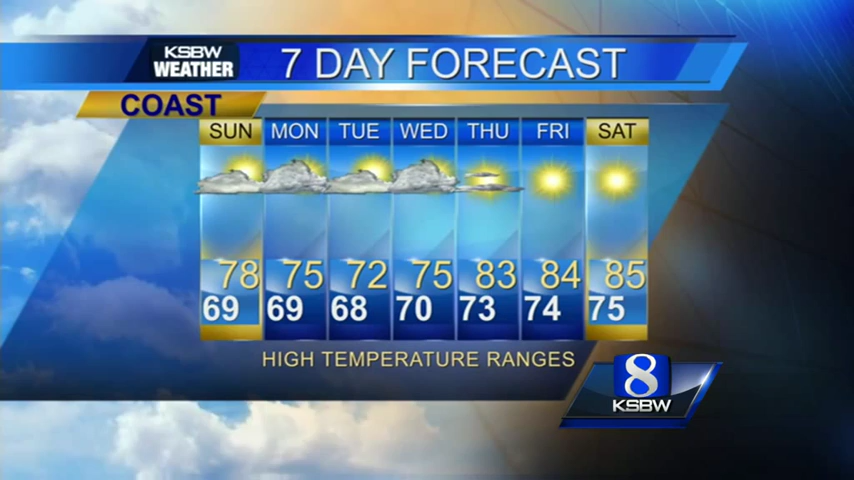 KSBW
WEATHER
7 DAY FORECAST
COAST
SUN MON TUE WED THU FRI SAT
78 75 72 75 83 84 85
69 69 68 70 73 74 75
HIGH TEMPERATURE RANGES
8
KSBW